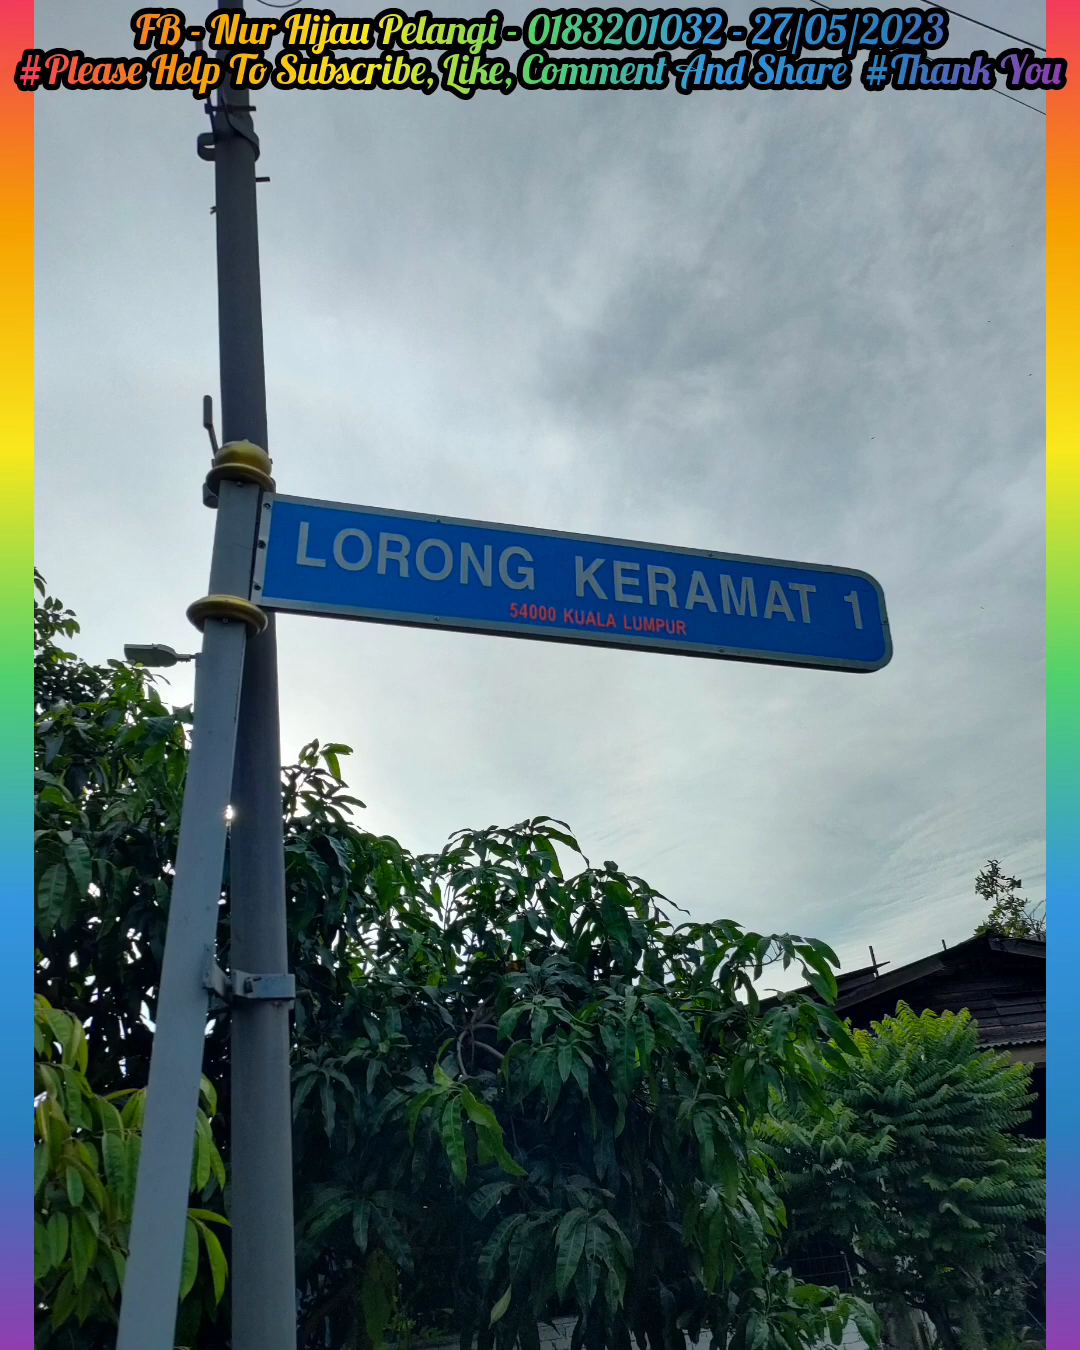 FB - Nur Hijau Pelangi - 0183201032 - 27/05/2023
#Please Help To Subscribe, Like, Comment And Share #Thank You
LORONG KERAMAT 1
54000 KUALA LUMPUR